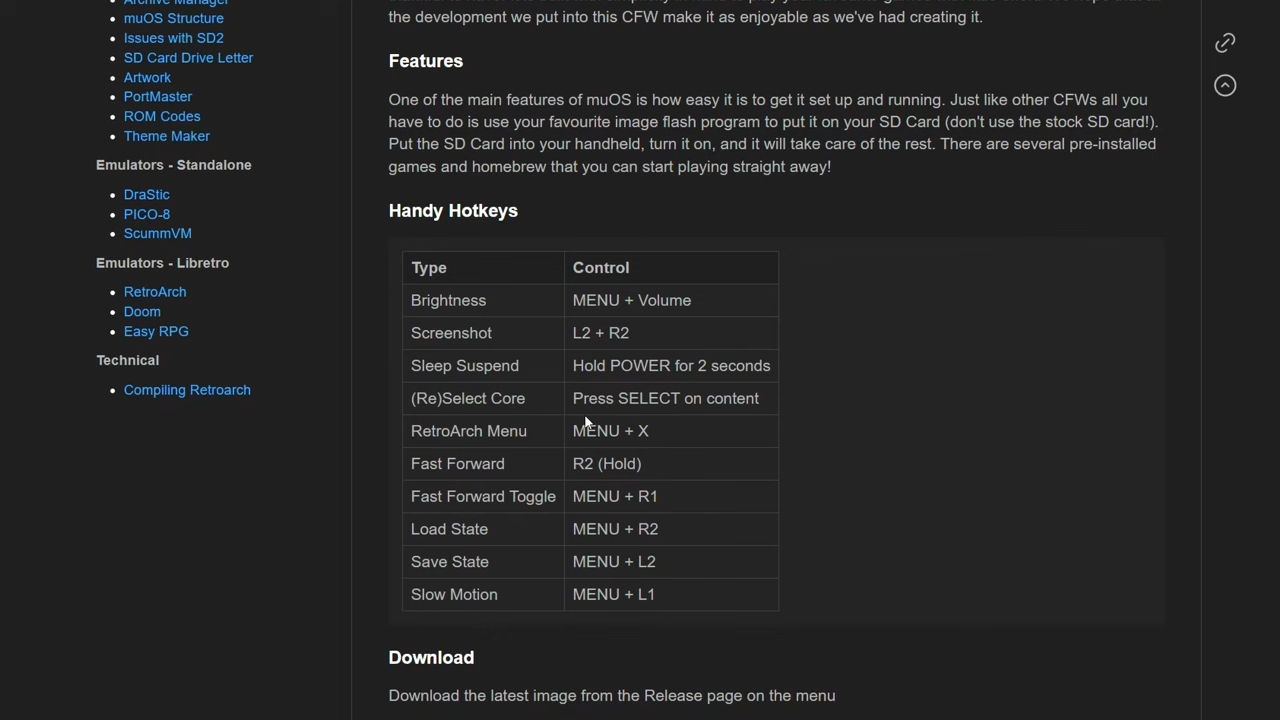 muOS Structure
Issues with SD2
SD Card Drive Letter
Artwork
PortMaster
ROM Codes
Theme Maker
Emulators - Standalone
DraStic
PICO-8
ScummVM
Emulators - Libretro
RetroArch
Doom
Easy RPG
Technical
Compiling Retroarch
the development we put into this CFW make it as enjoyable as we've had creating it.
Features
One of the main features of muOS is how easy it is to get it set up and running. Just like other CFWs all you
have to do is use your favourite image flash program to put it on your SD Card (don't use the stock SD card!).
Put the SD Card into your handheld, turn it on, and it will take care of the rest. There are several pre-installed
games and homebrew that you can start playing straight away!
Handy Hotkeys
Type Control
Brightness MENU + Volume
Screenshot L2 + R2
Sleep Suspend Hold POWER for 2 seconds
(Re)Select Core Press SELECT on content
RetroArch Menu MENU + X
Fast Forward R2 (Hold)
Fast Forward Toggle MENU + R1
Load State MENU + R2
Save State MENU + L2
Slow Motion MENU + L1
Download
Download the latest image from the Release page on the menu